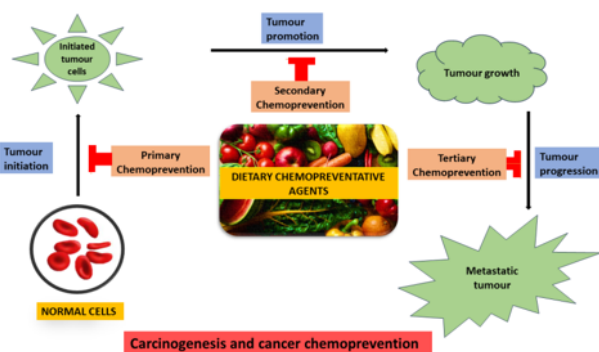 Initiated
tumour
cells
Tumour
promotion
Tumour growth
Secondary
Chemoprevention
Tumour
initiation
Primary
Chemoprevention
DIETARY CHEMOPREVENTATIVE
AGENTS
Tertiary
Chemoprevention
Tumour
progression
NORMAL CELLS
Metastatic
tumour
Carcinogenesis and cancer chemoprevention